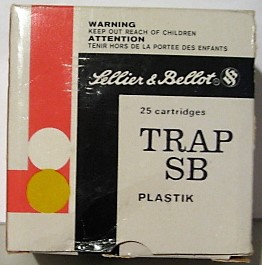 WARNING
KEEP OUT REACH OF CHILDREN
ATTENTION
TENIR HORS DE LA PORTEE DES ENFANTS
Sellier & Bellot
25 cartridges
TRAP
SB
PLASTIK